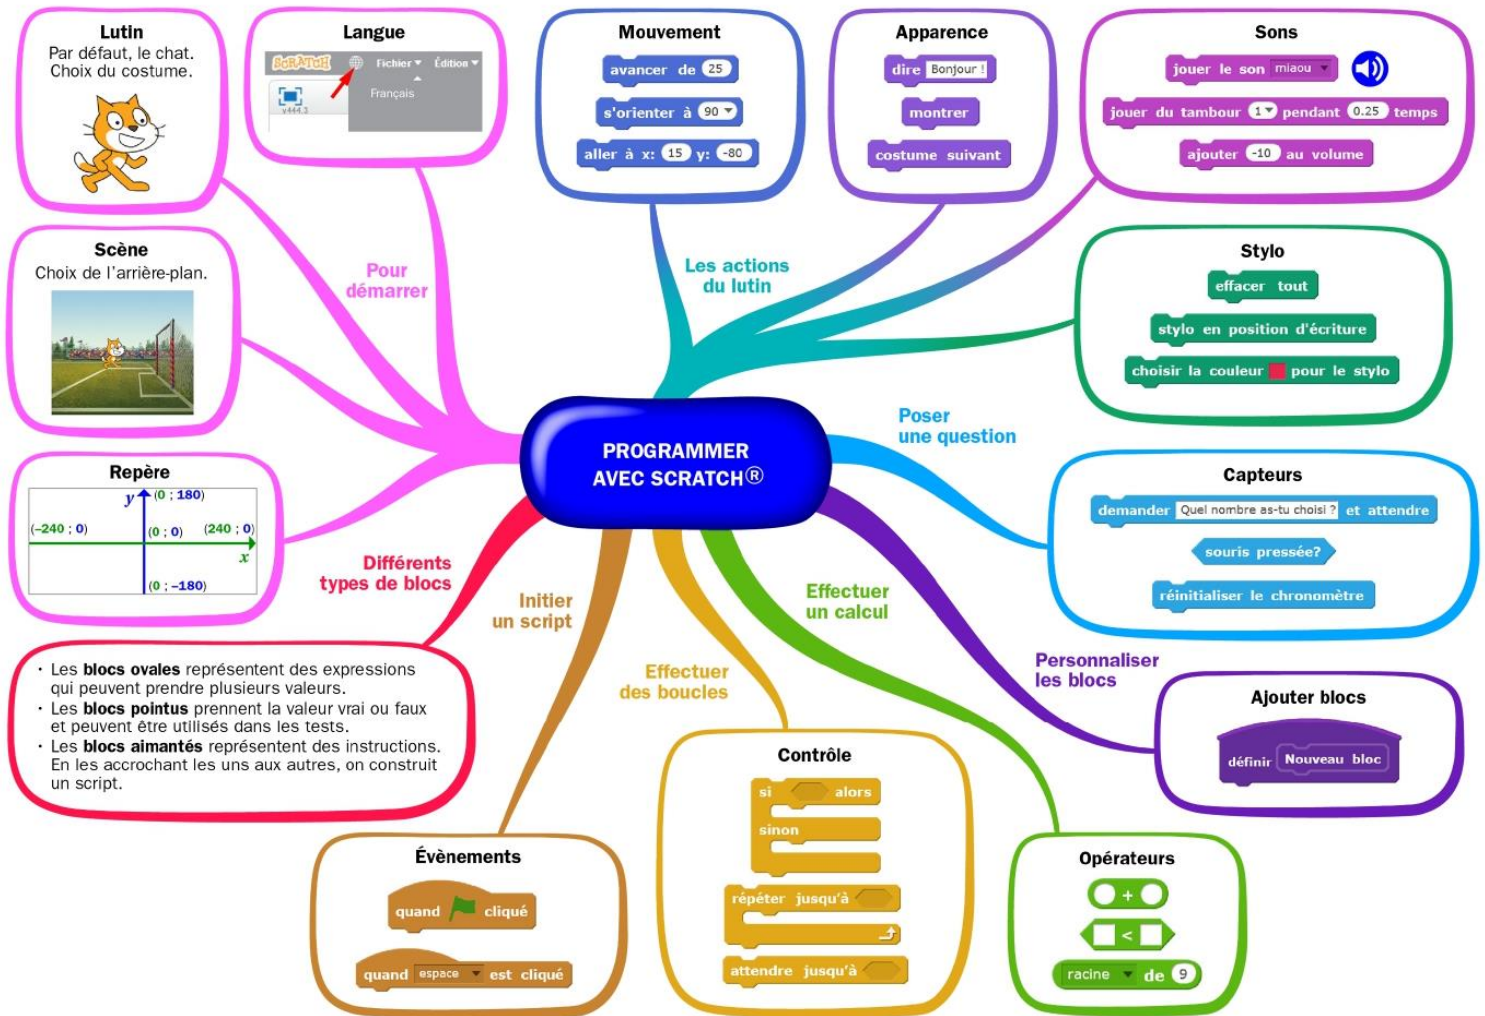 Lutin
Par défaut, le chat.
Choix du costume.
Langue
SCRATCH
Fichier
Édition
Français
v444.3
Mouvement
avancer de 25
s'orienter à 90
aller à x: 15 y: -80
Apparence
dire Bonjour !
montrer
costume suivant
Sons
jouer le son miaou
jouer du tambour 1 pendant 0.25 temps
ajouter -10 au volume
Scène
Choix de l'arrière-plan.
Pour
démarrer
Les actions
du lutin
Stylo
effacer tout
stylo en position d'écriture
choisir la couleur pour le stylo
PROGRAMMER
AVEC SCRATCH®
Poser
une question
Capteurs
demander Quel nombre as-tu choisi ? et attendre
souris pressée?
réinitialiser le chronomètre
Repère
y
(0 ; 180)
(–240 ; 0)
(0 ; 0)
(240 ; 0)
x
(0 ; –180)
Différents
types de blocs
· Les blocs ovales représentent des expressions
qui peuvent prendre plusieurs valeurs.
· Les blocs pointus prennent la valeur vrai ou faux
et peuvent être utilisés dans les tests.
· Les blocs aimantés représentent des instructions.
En les accrochant les uns aux autres, on construit
un script.
Initier
un script
Évènements
quand cliqué
quand espace est cliqué
Effectuer
des boucles
Contrôle
si alors
sinon
répéter jusqu'à
attendre jusqu'à
Effectuer
un calcul
Opérateurs
+
<
racine de 9
Personnaliser
les blocs
Ajouter blocs
définir Nouveau bloc